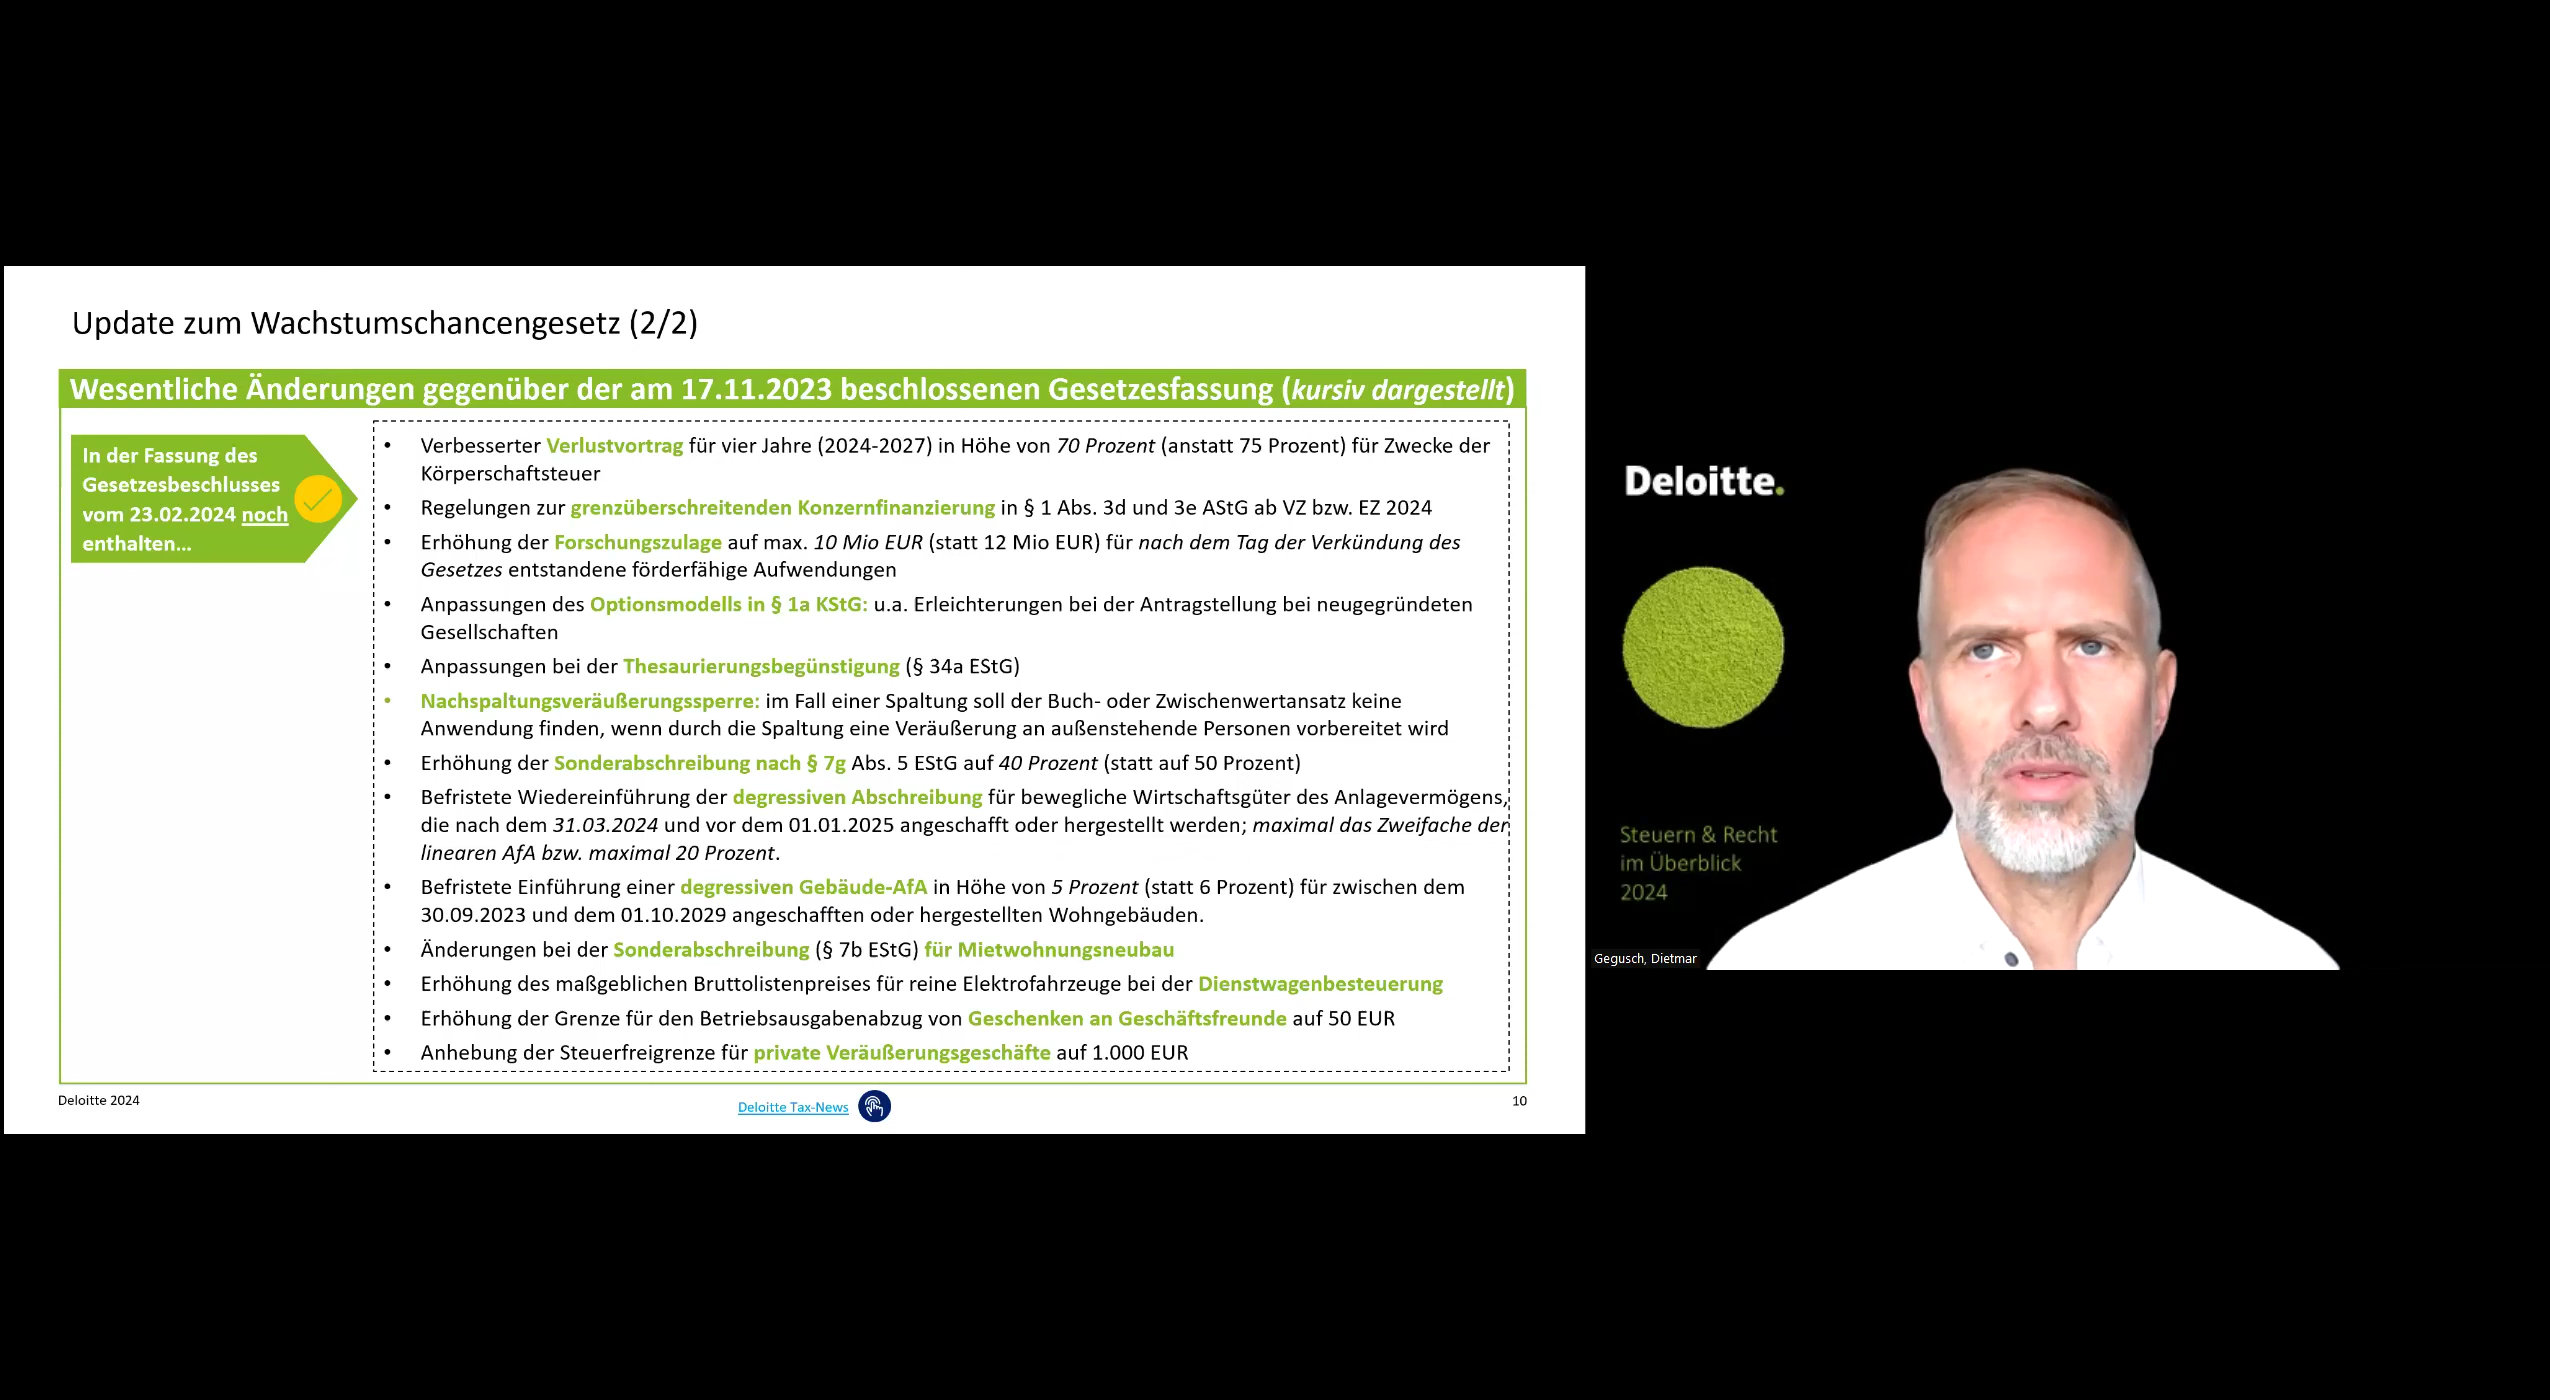 Update zum Wachstumschancengesetz (2/2)
Wesentliche Änderungen gegenüber der am 17.11.2023 beschlossenen Gesetzesfassung (kursiv dargestellt)
In der Fassung des
Gesetzesbeschlusses
vom 23.02.2024 noch
enthalten...
• Verbesserter Verlustvortrag für vier Jahre (2024-2027) in Höhe von 70 Prozent (anstatt 75 Prozent) für Zwecke der
Körperschaftsteuer
• Regelungen zur grenzüberschreitenden Konzernfinanzierung in § 1 Abs. 3d und 3e AStG ab VZ bzw. EZ 2024
• Erhöhung der Forschungszulage auf max. 10 Mio EUR (statt 12 Mio EUR) für nach dem Tag der Verkündung des
Gesetzes entstandene förderfähige Aufwendungen
• Anpassungen des Optionsmodells in § 1a KStG: u.a. Erleichterungen bei der Antragstellung bei neugegründeten
Gesellschaften
• Anpassungen bei der Thesaurierungsbegünstigung (§ 34a EStG)
• Nachspaltungsveräußerungssperre: im Fall einer Spaltung soll der Buch- oder Zwischenwertansatz keine
Anwendung finden, wenn durch die Spaltung eine Veräußerung an außenstehende Personen vorbereitet wird
• Erhöhung der Sonderabschreibung nach § 7g Abs. 5 EStG auf 40 Prozent (statt auf 50 Prozent)
• Befristete Wiedereinführung der degressiven Abschreibung für bewegliche Wirtschaftsgüter des Anlagevermögens,
die nach dem 31.03.2024 und vor dem 01.01.2025 angeschafft oder hergestellt werden; maximal das Zweifache der
linearen AfA bzw. maximal 20 Prozent.
• Befristete Einführung einer degressiven Gebäude-AfA in Höhe von 5 Prozent (statt 6 Prozent) für zwischen dem
30.09.2023 und dem 01.10.2029 angeschafften oder hergestellten Wohngebäuden.
• Änderungen bei der Sonderabschreibung (§ 7b EStG) für Mietwohnungsneubau
• Erhöhung des maßgeblichen Bruttolistenpreises für reine Elektrofahrzeuge bei der Dienstwagenbesteuerung
• Erhöhung der Grenze für den Betriebsausgabenabzug von Geschenken an Geschäftsfreunde auf 50 EUR
• Anhebung der Steuerfreigrenze für private Veräußerungsgeschäfte auf 1.000 EUR
Deloitte 2024
Deloitte Tax-News
10
Deloitte.
Steuern & Recht
im Überblick
2024
Gegusch, Dietmar